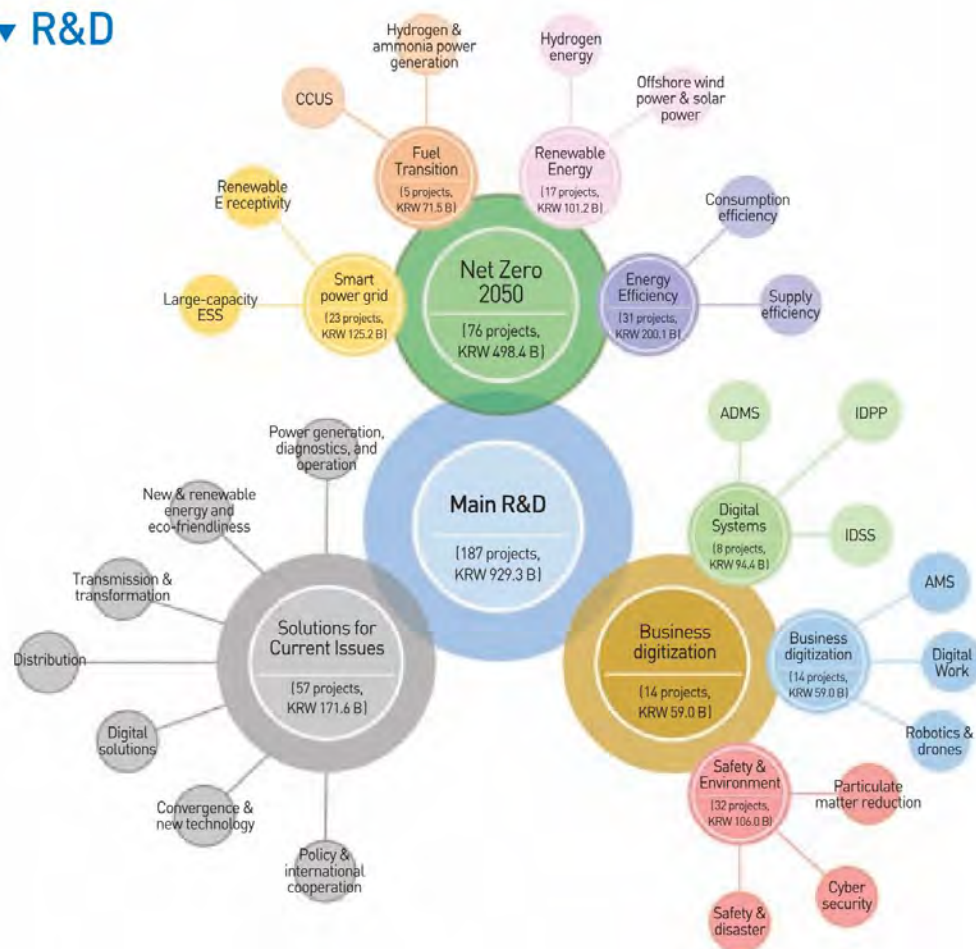 ▼ R&D
Hydrogen &
ammonia power
generation
CCUS
Fuel
Transition
(5 projects,
KRW 71.5 B)
Hydrogen
energy
Offshore wind
power & solar
power
Renewable
Energy
(17 projects,
KRW 101.2 B)
Renewable
E receptivity
Large-capacity
ESS
Smart
power grid
(23 projects,
KRW 125.2 B)
Net Zero
2050
(76 projects,
KRW 498.4 B)
Energy
Efficiency
(31 projects,
KRW 200.1 B)
Consumption
efficiency
Supply
efficiency
Main R&D
(187 projects,
KRW 929.3 B)
Power generation,
diagnostics, and
operation
New & renewable
energy and
eco-friendliness
Transmission &
transformation
Distribution
Digital
solutions
Convergence &
new technology
Policy &
international
cooperation
Solutions for
Current Issues
(57 projects,
KRW 171.6 B)
Business
digitization
(14 projects,
KRW 59.0 B)
ADMS
IDPP
IDSS
Digital
Systems
(8 projects,
KRW 94.4 B)
AMS
Digital
Work
Robotics &
drones
Business
digitization
(14 projects,
KRW 59.0 B)
Safety &
Environment
(32 projects,
KRW 106.0 B)
Particulate
matter reduction
Cyber
security
Safety &
disaster